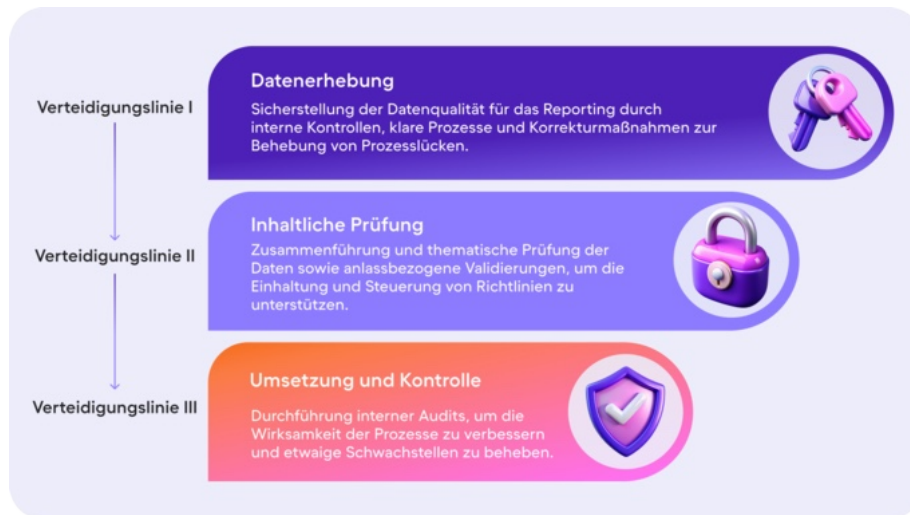 Verteidigungslinie I
Datenerhebung
Sicherstellung der Datenqualität für das Reporting durch
interne Kontrollen, klare Prozesse und Korrekturmaßnahmen zur
Behebung von Prozesslücken.
Verteidigungslinie II
Inhaltliche Prüfung
Zusammenführung und thematische Prüfung der
Daten sowie anlassbezogene Validierungen, um die
Einhaltung und Steuerung von Richtlinien zu
unterstützen.
Verteidigungslinie III
Umsetzung und Kontrolle
Durchführung interner Audits, um die
Wirksamkeit der Prozesse zu verbessern
und etwaige Schwachstellen zu beheben.